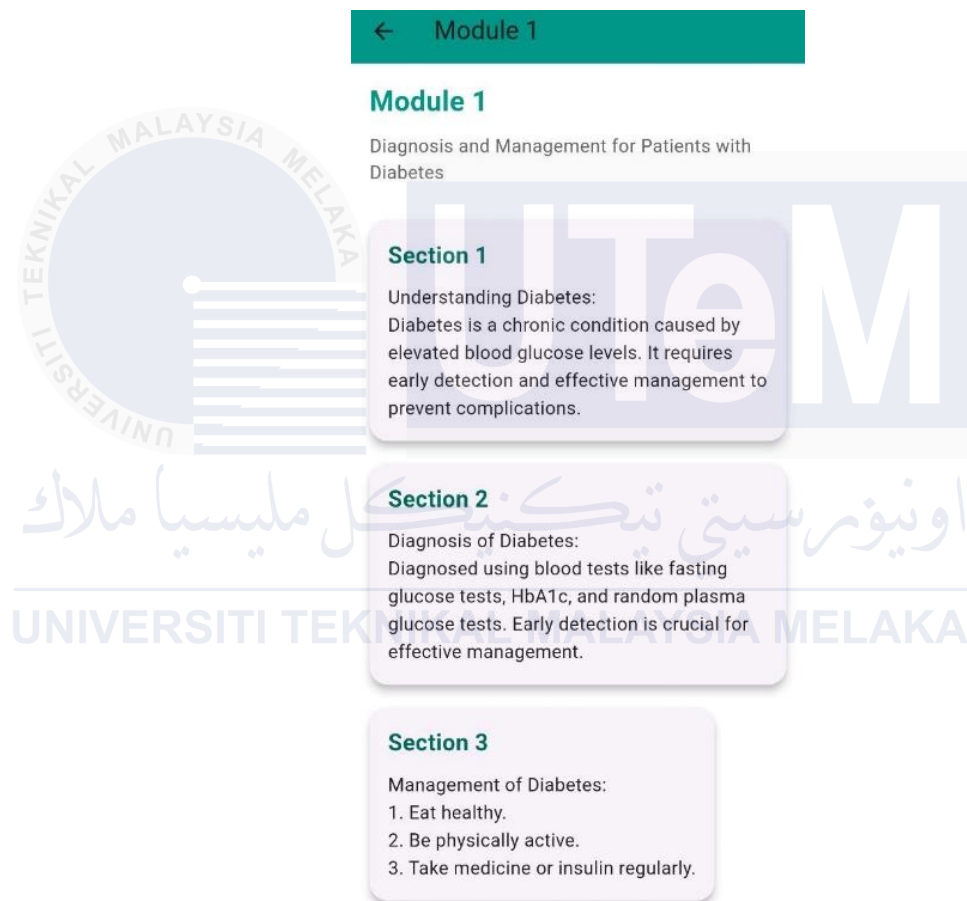 Module 1
Module 1
Diagnosis and Management for Patients with
Diabetes
Section 1
Understanding Diabetes:
Diabetes is a chronic condition caused by
elevated blood glucose levels. It requires
early detection and effective management to
prevent complications.
Section 2
Diagnosis of Diabetes:
Diagnosed using blood tests like fasting
glucose tests, HbA1c, and random plasma
glucose tests. Early detection is crucial for
effective management.
Section 3
Management of Diabetes:
1. Eat healthy.
2. Be physically active.
3. Take medicine or insulin regularly.
UNIVERSITI TEKNIKAL MALAYSIA MELAKA
UTeM
اونيۏرسيتي تيكنيكل مليسيا ملاك
UNIVERSITI TEKNIKAL MALAYSIA MELAKA